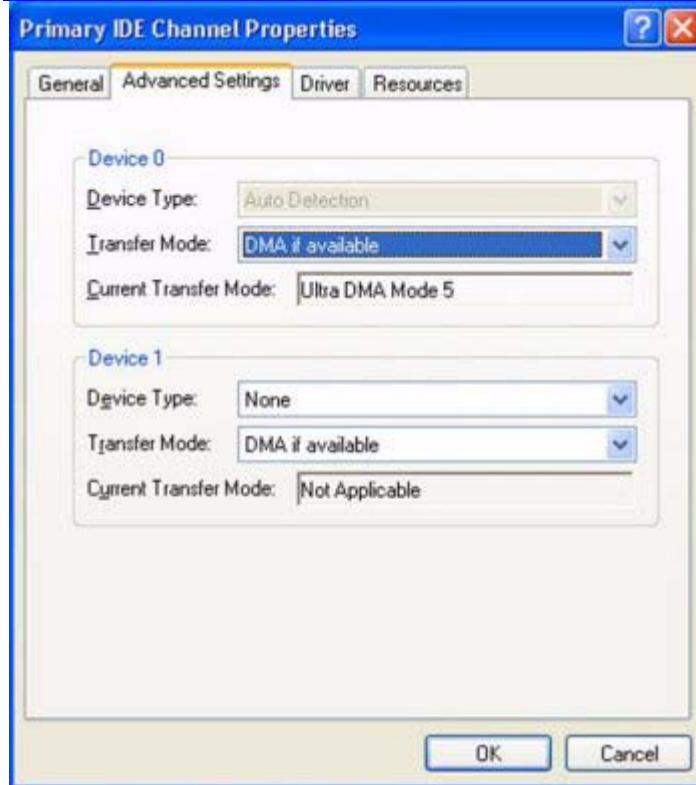 Primary IDE Channel Properties
General Advanced Settings Driver Resources
Device 0
Device Type: Auto Detection
Transfer Mode: DMA if available
Current Transfer Mode: Ultra DMA Mode 5
Device 1
Device Type: None
Transfer Mode: DMA if available
Current Transfer Mode: Not Applicable
OK Cancel